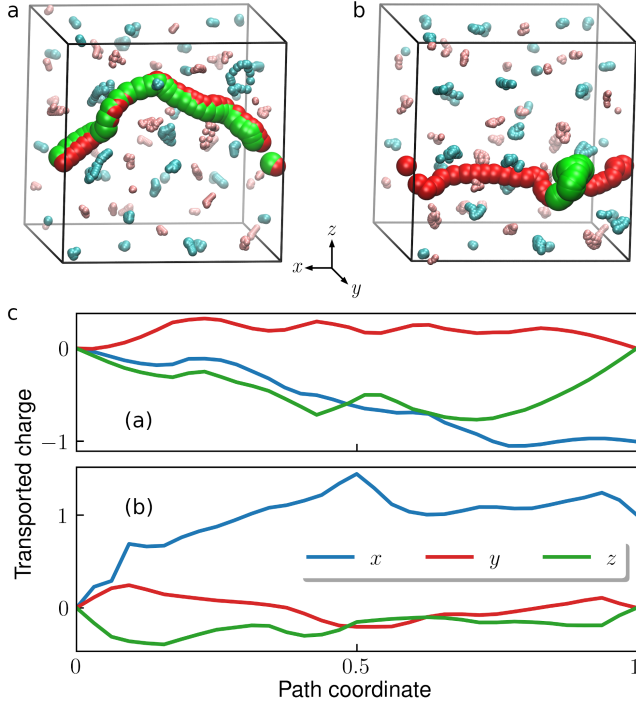 a
b
z
x
y
c
0
(a)
−1
Transported charge
(b)
1
x
y
z
0
0
0.5
1
Path coordinate